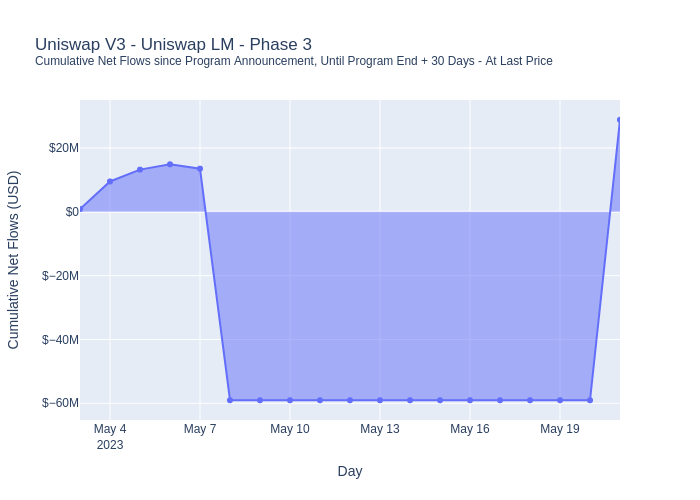 Uniswap V3 - Uniswap LM - Phase 3
Cumulative Net Flows since Program Announcement, Until Program End + 30 Days - At Last Price
Cumulative Net Flows (USD)
$20M
$0
$−20M
$−40M
$−60M
May 4 May 7 May 10 May 13 May 16 May 19
2023
Day